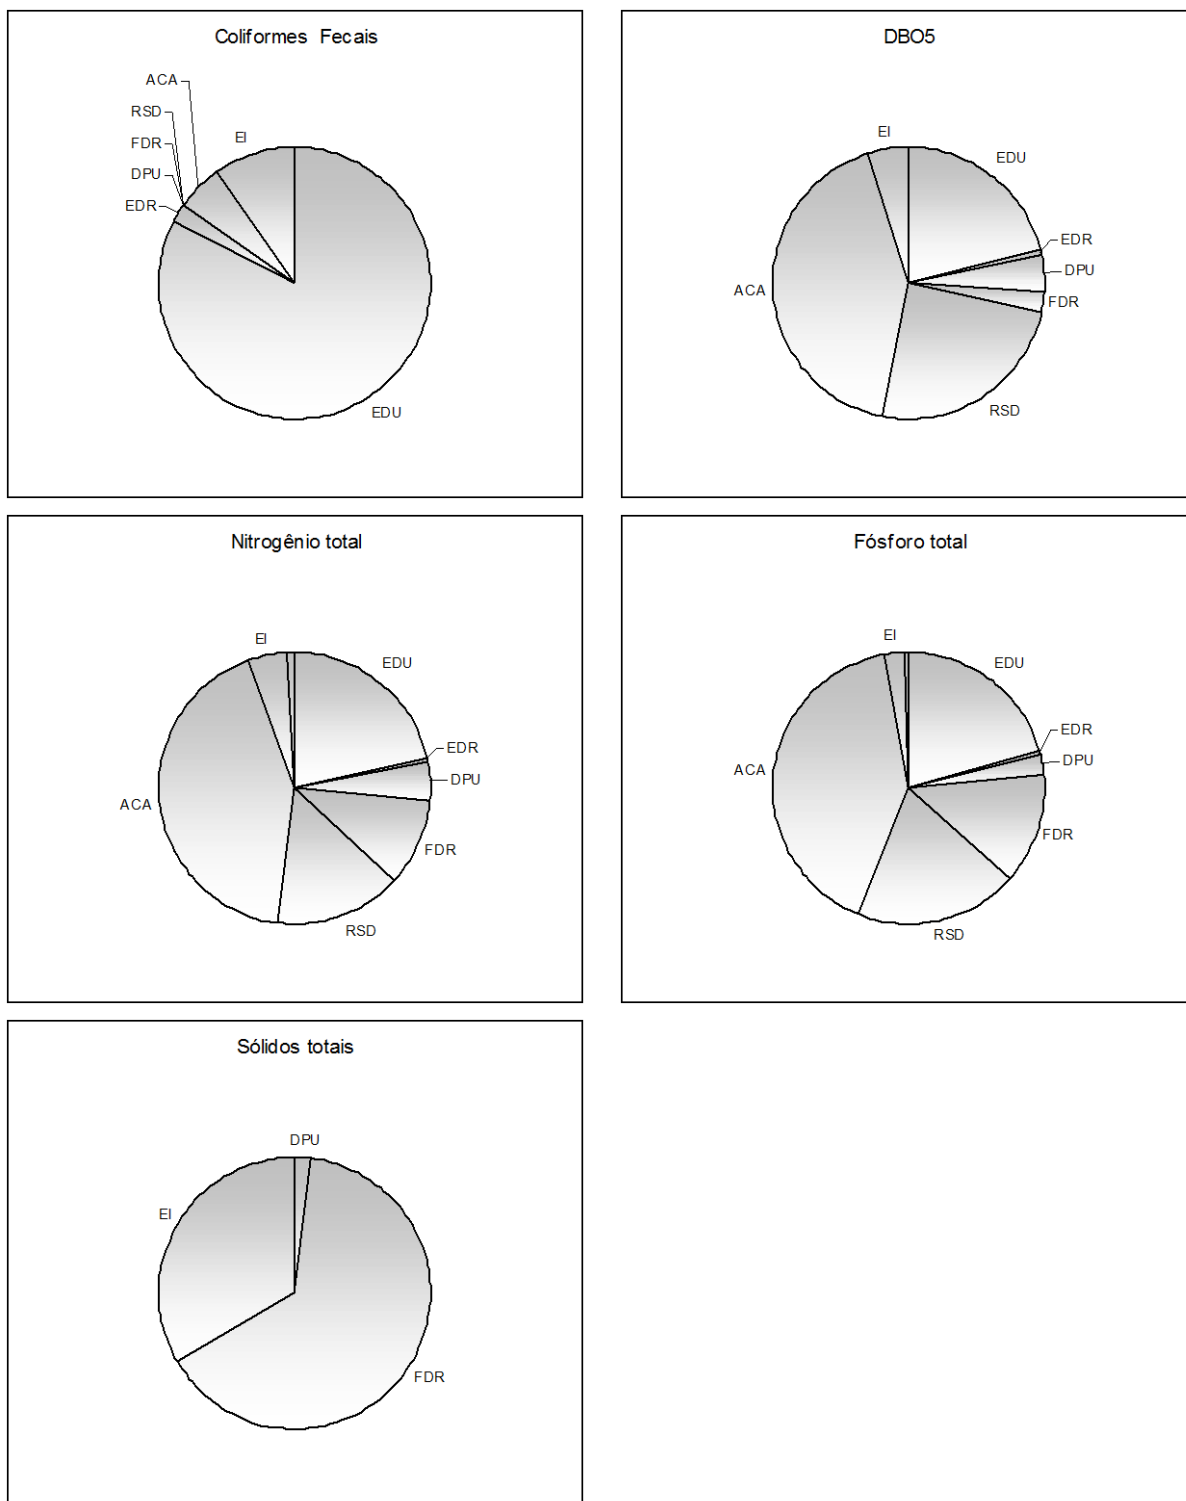 Coliformes Fecais
ACA
RSD
FDR
DPU
EDR
EI
EDU
DBO5
EI
EDU
EDR
DPU
FDR
ACA
RSD
Nitrogênio total
EI
EDU
EDR
DPU
ACA
FDR
RSD
Fósforo total
EI
EDU
EDR
DPU
ACA
FDR
RSD
Sólidos totais
DPU
EI
FDR